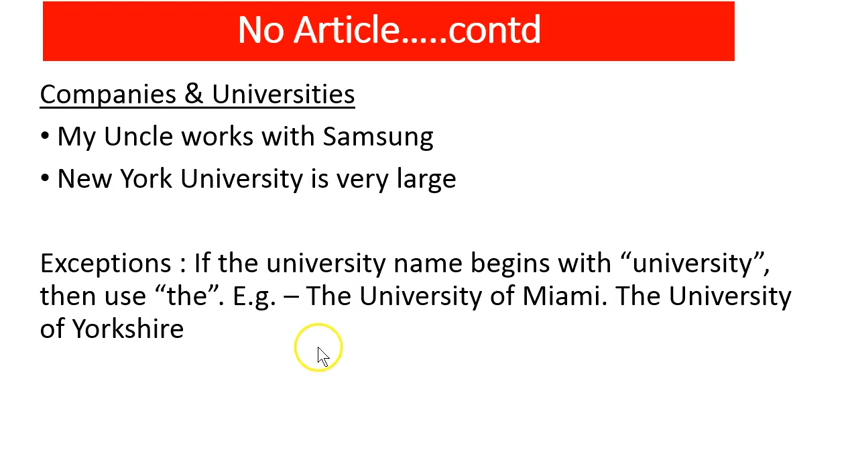 No Article.....contd
Companies & Universities
• My Uncle works with Samsung
• New York University is very large
Exceptions : If the university name begins with “university”,
then use “the”. E.g. – The University of Miami. The University
of Yorkshire